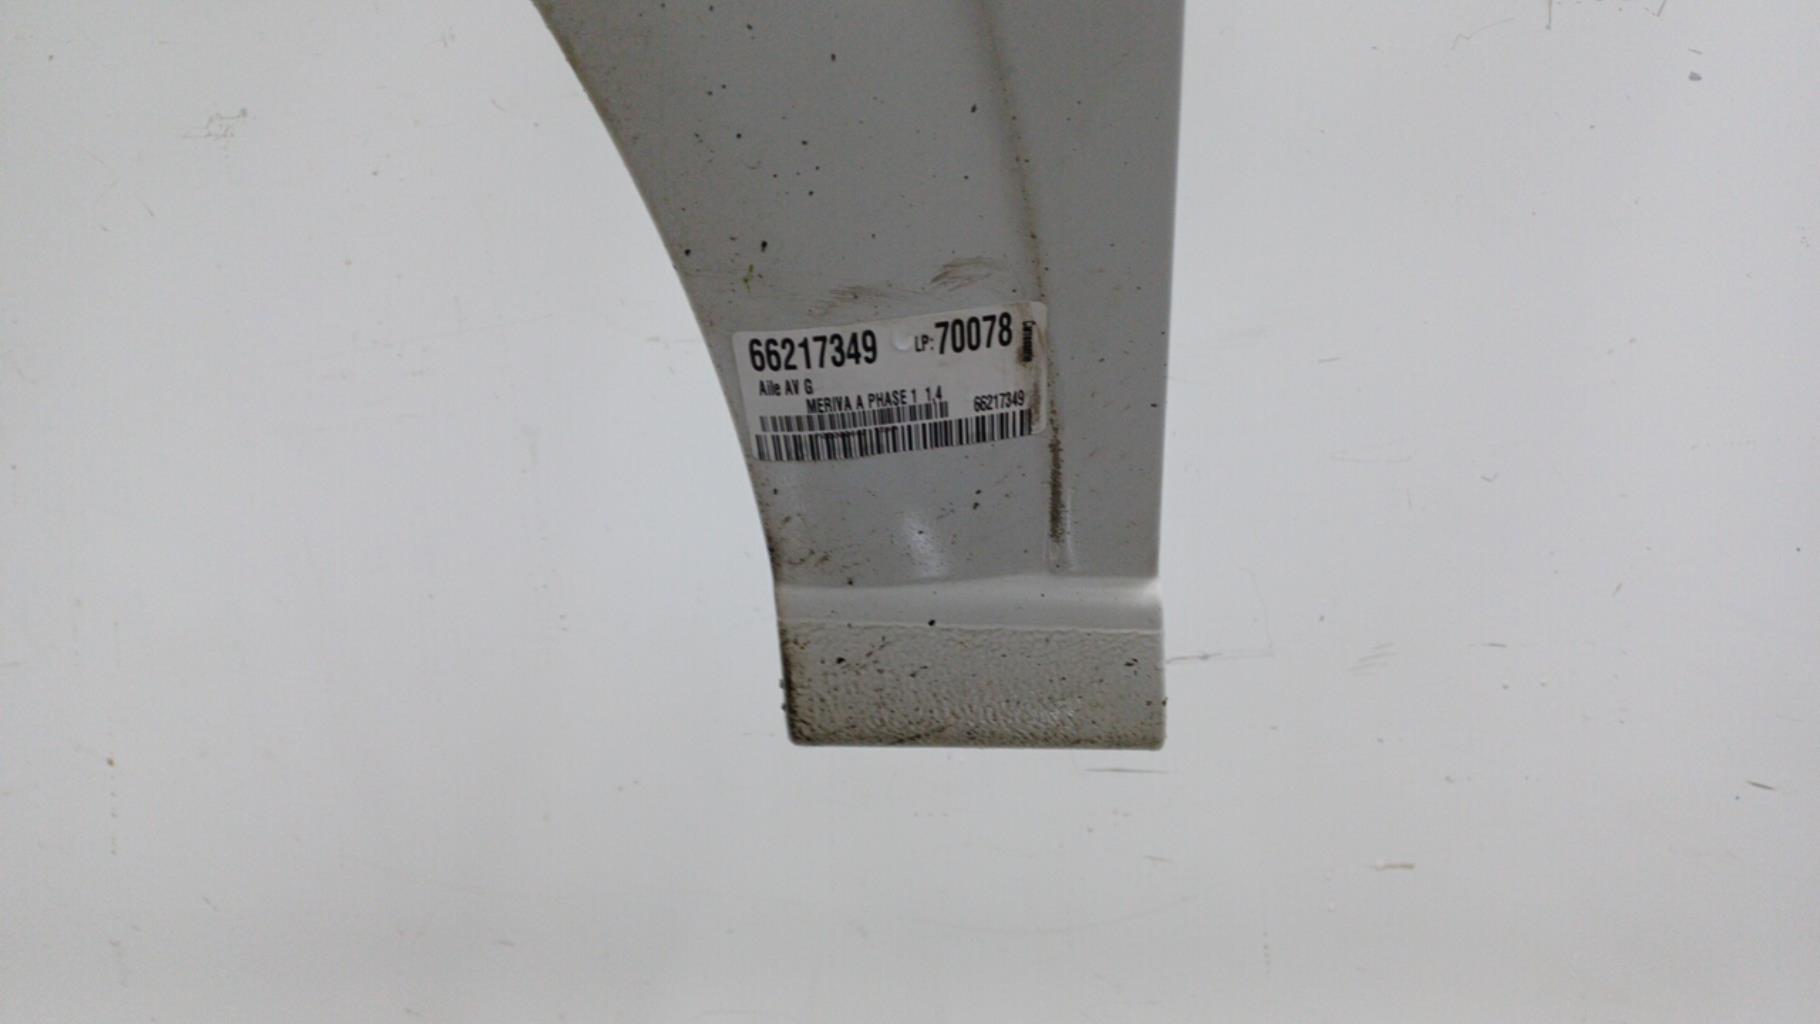 66217349 LP: 70078
Aile AV G
MERIVA A PHASE 1 1.4
66217349